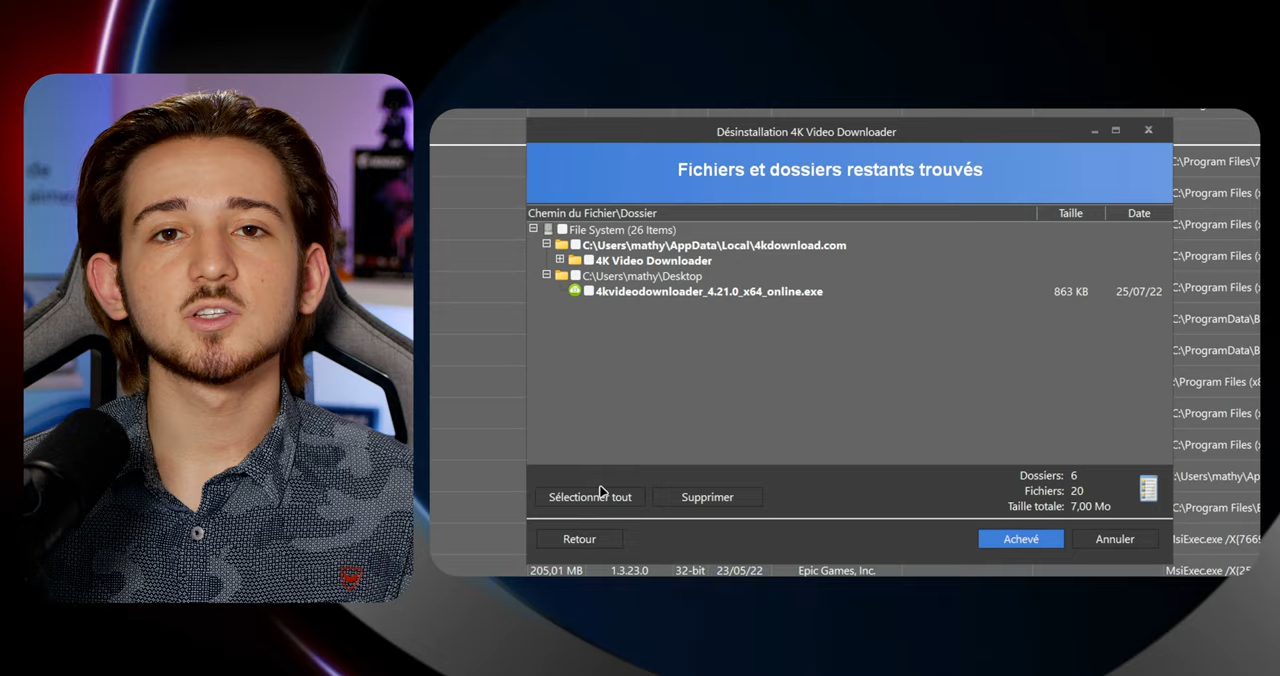 de
aime
Désinstallation 4K Video Downloader
Fichiers et dossiers restants trouvés
Chemin du Fichier\Dossier Taille Date
File System (26 Items)
C:\Users\mathy\AppData\Local\4kdownload.com
4K Video Downloader
C:\Users\mathy\Desktop
4kvideodownloader_4.21.0_x64_online.exe 863 KB 25/07/22
Dossiers: 6
Fichiers: 20
Taille totale: 7,00 Mo
Sélectionner tout Supprimer
Retour Achevé Annuler
205,01 MB 1.3.23.0 32-bit 23/05/22 Epic Games, Inc. MsiExec.exe /X{25
C:\Program Files\7
C:\Program Files (
C:\Program Files (
C:\Program Files (
C:\Program Files (
C:\ProgramData\B
C:\ProgramData\B
C:\Program Files (x
C:\Program Files (
C:\Program Files (
C:\Users\mathy\Ap
C:\Program Files\E
MsiExec.exe /X{766